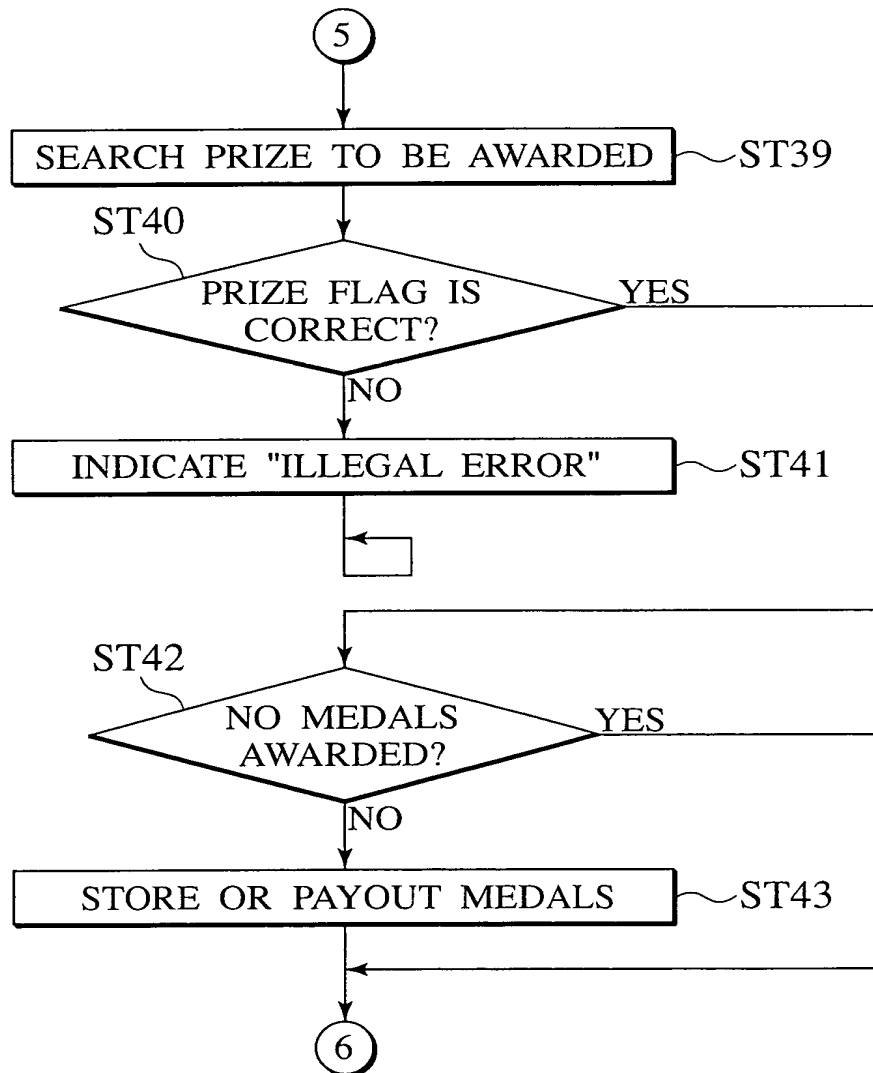 5
SEARCH PRIZE TO BE AWARDED
ST39
ST40
PRIZE FLAG IS
CORRECT?
YES
NO
INDICATE "ILLEGAL ERROR"
ST41
ST42
NO MEDALS
AWARDED?
YES
NO
STORE OR PAYOUT MEDALS
ST43
6